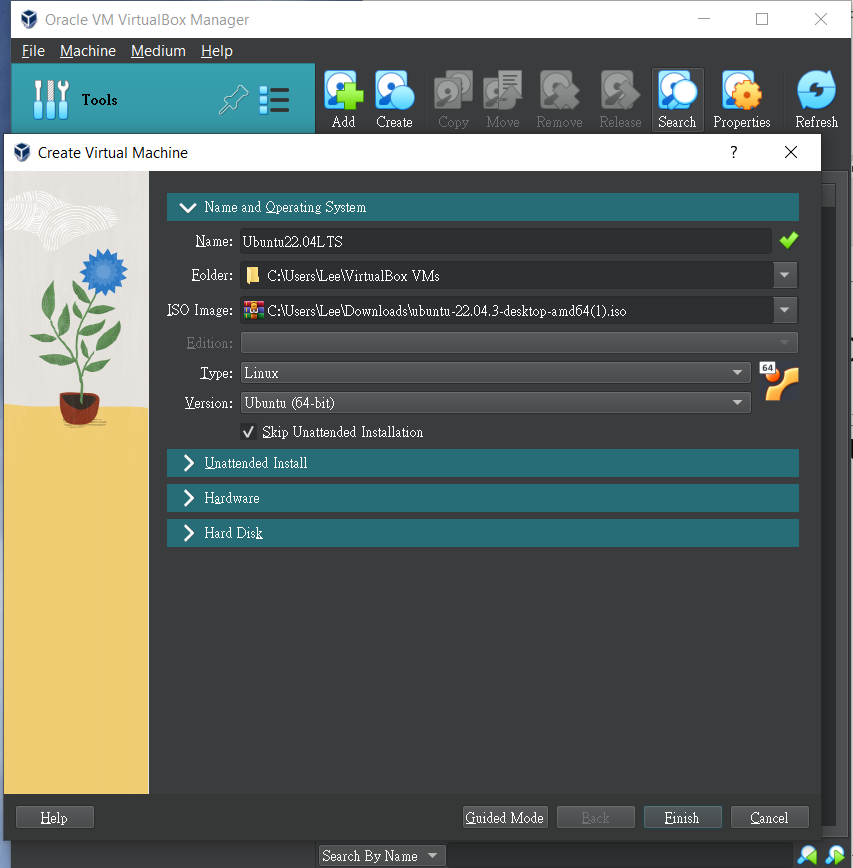 Oracle VM VirtualBox Manager
File Machine Medium Help
Tools
Add Create Copy Move Remove Release Search Properties Refresh
Create Virtual Machine ?
Name and Operating System
Name: Ubuntu22.04LTS
Folder: C:\Users\Lee\VirtualBox VMs
ISO Image: C:\Users\Lee\Downloads\ubuntu-22.04.3-desktop-amd64(1).iso
Edition:
Type: Linux
64
Version: Ubuntu (64-bit)
Skip Unattended Installation
Unattended Install
Hardware
Hard Disk
Help Guided Mode Back Finish Cancel
Search By Name